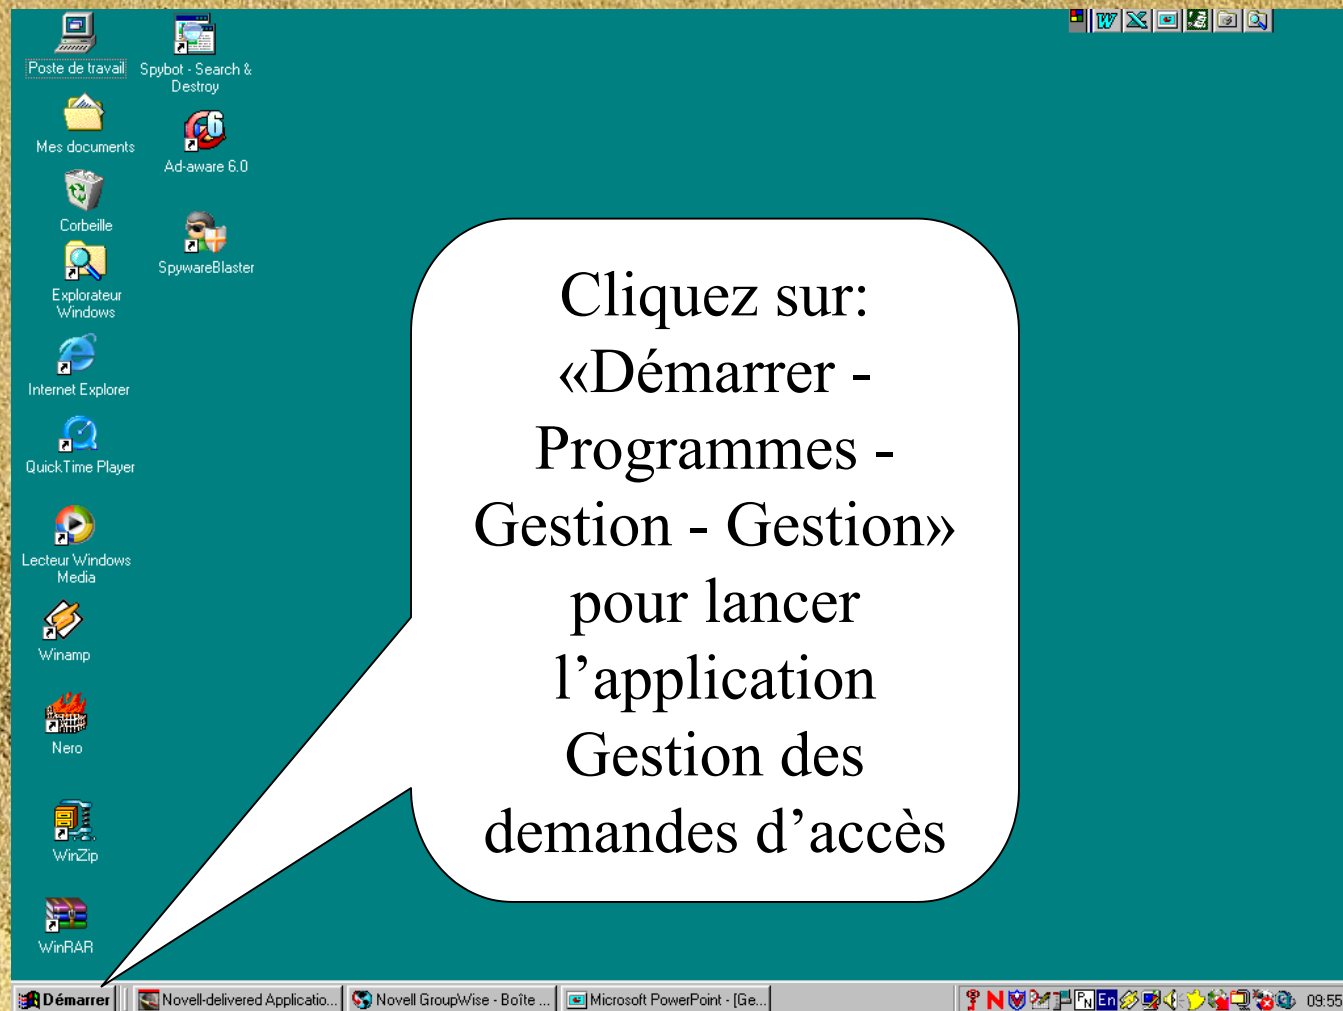 Poste de travail
Spybot - Search &
Destroy
Mes documents
Ad-aware 6.0
Corbeille
SpywareBlaster
Explorateur
Windows
Internet Explorer
QuickTime Player
Lecteur Windows
Media
Winamp
Nero
WinZip
WinRAR
Cliquez sur:
«Démarrer -
Programmes -
Gestion - Gestion»
pour lancer
l’application
Gestion des
demandes d’accès
Démarrer
Novell-delivered Applicatio...
Novell GroupWise - Boîte ...
Microsoft PowerPoint - [Ge...
En
09:55